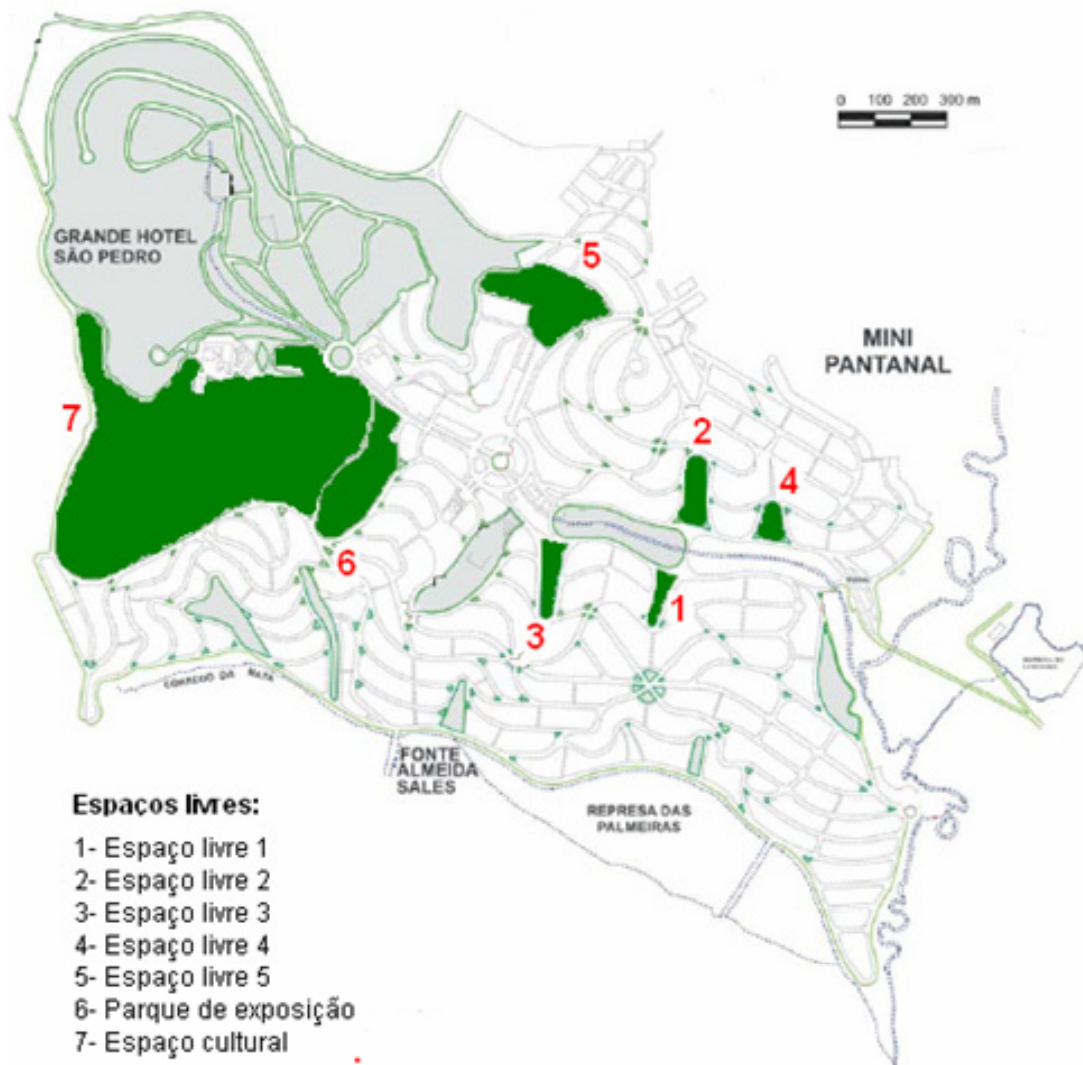 0 100 200 300 m
GRANDE HOTEL
SÃO PEDRO
5
MINI
PANTANAL
7
2
4
6
3
1
CORREGO DA MATA
FONTE
ALMEIDA
SALES
REPRESA DAS
PALMEIRAS
Espaços livres:
1- Espaço livre 1
2- Espaço livre 2
3- Espaço livre 3
4- Espaço livre 4
5- Espaço livre 5
6- Parque de exposição
7- Espaço cultural